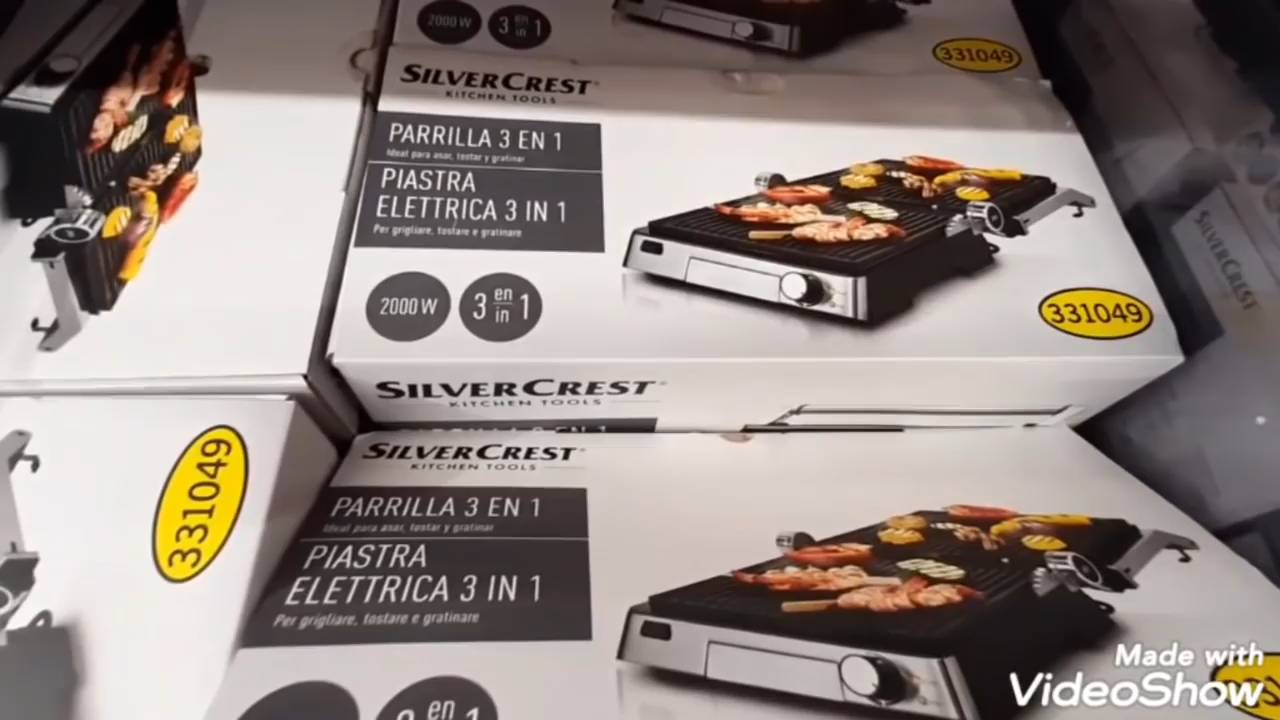 2000 W
3 en in 1
331049
SILVERCREST®
KITCHEN TOOLS
PARRILLA 3 EN 1
Ideal para asar, tostar y gratinar
PIASTRA
ELETTRICA 3 IN 1
Per grigliare, tostare e gratinare
2000 W
3 en in 1
331049
SILVERCREST
SILVERCREST®
KITCHEN TOOLS
331049
SILVERCREST®
KITCHEN TOOLS
PARRILLA 3 EN 1
Ideal para asar, tostar y gratinar
PIASTRA
ELETTRICA 3 IN 1
Per grigliare, tostare e gratinare
en
Made with
VideoShow